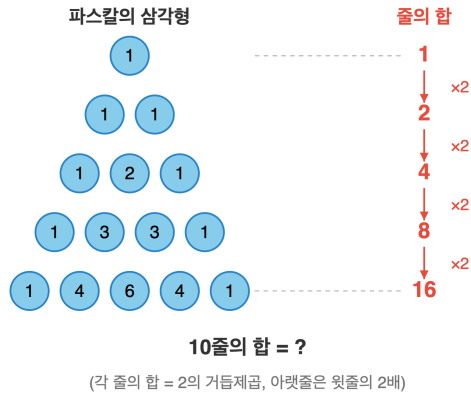 파스칼의 삼각형
줄의 합
1
1
×2
1 1
2
×2
1 2 1
4
×2
1 3 3 1
8
×2
1 4 6 4 1
16
10줄의 합 = ?
(각 줄의 합 = 2의 거듭제곱, 아랫줄은 윗줄의 2배)